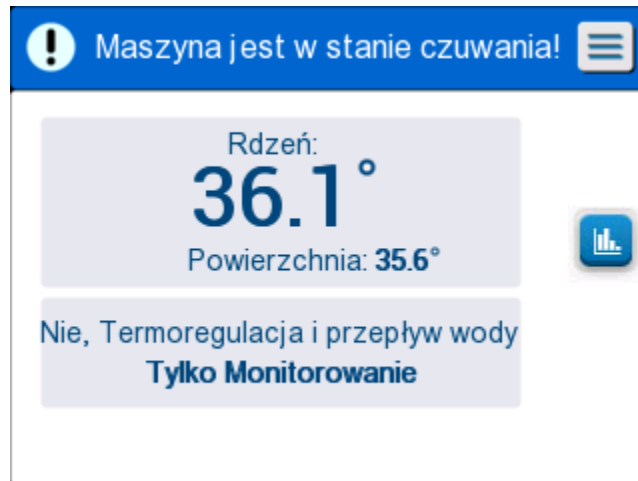 Maszyna jest w stanie czuwania!
Rdzeń:
36.1°
Powierzchnia: 35.6°
Nie, Termoregulacja i przepływ wody
Tylko Monitorowanie